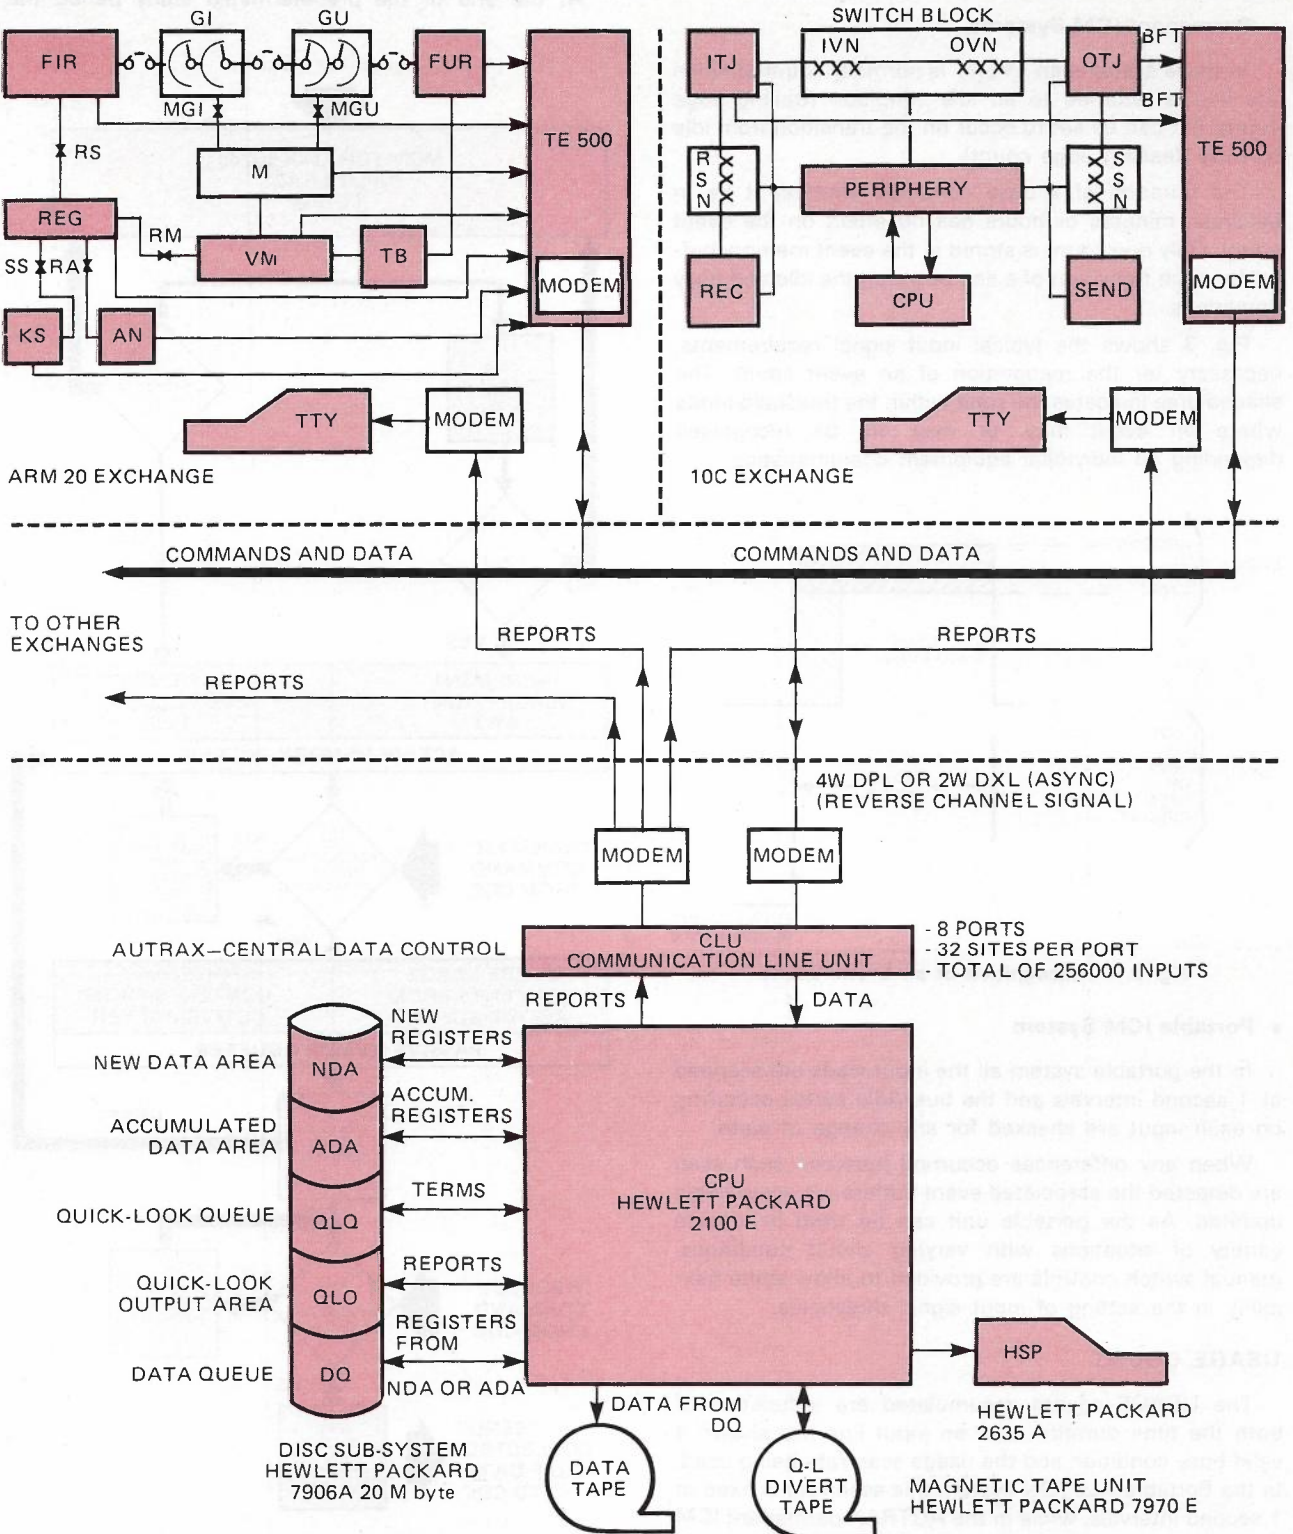 GI
GU
FIR
FUR
MGI
MGU
TE 500
RS
M
REG
RM
VM
TB
SS
RA
MODEM
KS
AN
TTY
MODEM
ARM 20 EXCHANGE
SWITCH BLOCK
ITJ
IVN
OVN
OTJ
BFT
BFT
TE 500
RSN
PERIPHERY
SSN
REC
CPU
SEND
MODEM
TTY
MODEM
10C EXCHANGE
COMMANDS AND DATA
COMMANDS AND DATA
TO OTHER
EXCHANGES
REPORTS
REPORTS
REPORTS
4W DPL OR 2W DXL (ASYNC)
(REVERSE CHANNEL SIGNAL)
MODEM
MODEM
AUTRAX–CENTRAL DATA CONTROL
CLU
COMMUNICATION LINE UNIT
- 8 PORTS
- 32 SITES PER PORT
- TOTAL OF 256000 INPUTS
REPORTS
DATA
NEW DATA AREA
NDA
NEW
REGISTERS
ACCUMULATED
DATA AREA
ADA
ACCUM.
REGISTERS
QUICK-LOOK QUEUE
QLQ
TERMS
QUICK-LOOK
OUTPUT AREA
QLO
REPORTS
DATA QUEUE
DQ
REGISTERS
FROM
NDA OR ADA
CPU
HEWLETT PACKARD
2100 E
HSP
HEWLETT PACKARD
2635 A
DATA FROM
DQ
DISC SUB-SYSTEM
HEWLETT PACKARD
7906A 20 M byte
DATA
TAPE
Q-L
DIVERT
TAPE
MAGNETIC TAPE UNIT
HEWLETT PACKARD 7970 E